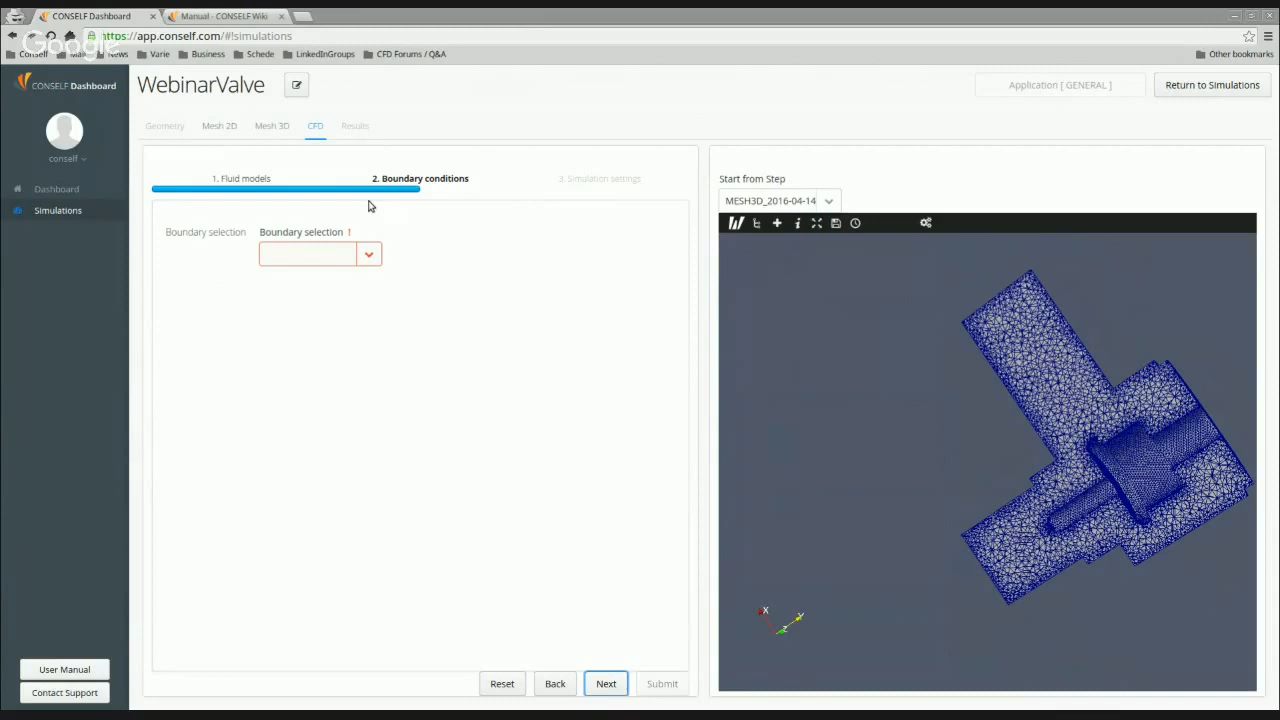 CONSELF Dashboard
Manual - CONSELF Wiki
Google
https://app.conself.com/#!simulations
Conself
News
Varie
Business
Schede
LinkedInGroups
CFD Forums / Q&A
Other bookmarks
CONSELF Dashboard
WebinarValve
Application [ GENERAL ]
Return to Simulations
Geometry
Mesh 2D
Mesh 3D
CFD
Results
conself
Dashboard
Simulations
1. Fluid models
2. Boundary conditions
3. Simulation settings
Boundary selection
Boundary selection !
Start from Step
MESH3D_2016-04-14
X
Y
Z
Reset
Back
Next
Submit
User Manual
Contact Support